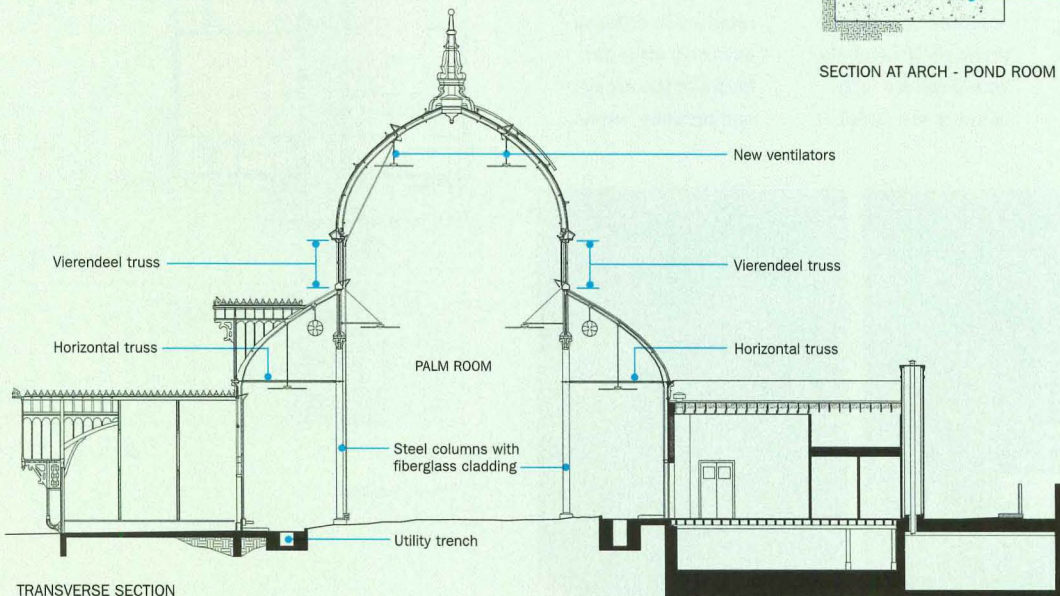 SECTION AT ARCH - POND ROOM
New ventilators
Vierendeel truss
Vierendeel truss
Horizontal truss
Horizontal truss
PALM ROOM
Steel columns with
fiberglass cladding
Utility trench
TRANSVERSE SECTION